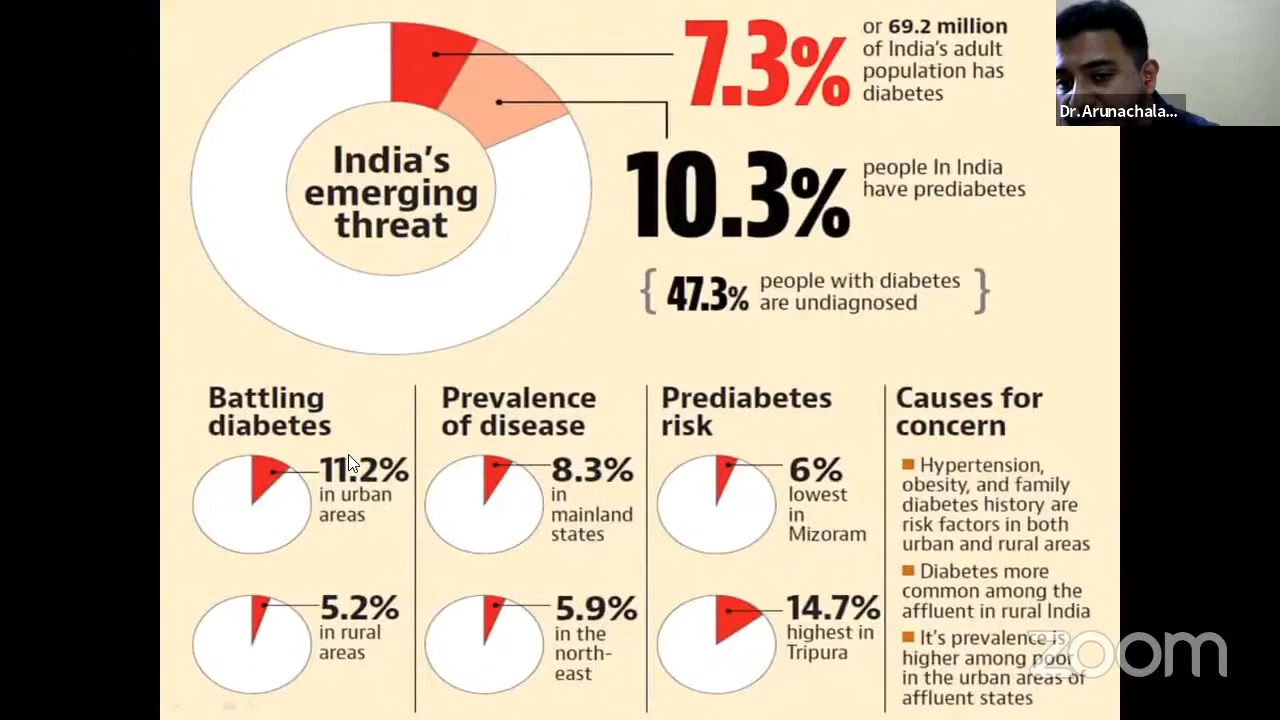 India's
emerging
threat
7.3%
or 69.2 million
of India's adult
population has
diabetes
10.3%
people In India
have prediabetes
{ 47.3% people with diabetes
are undiagnosed }
Dr.Arunachala...
Battling
diabetes
11.2%
in urban
areas
5.2%
in rural
areas
Prevalence
of disease
8.3%
in
mainland
states
5.9%
in the
north-
east
Prediabetes
risk
6%
lowest
in
Mizoram
14.7%
highest in
Tripura
Causes for
concern
Hypertension,
obesity, and family
diabetes history are
risk factors in both
urban and rural areas
Diabetes more
common among the
affluent in rural India
It's prevalence is
higher among poor
in the urban areas of
affluent states
zoom